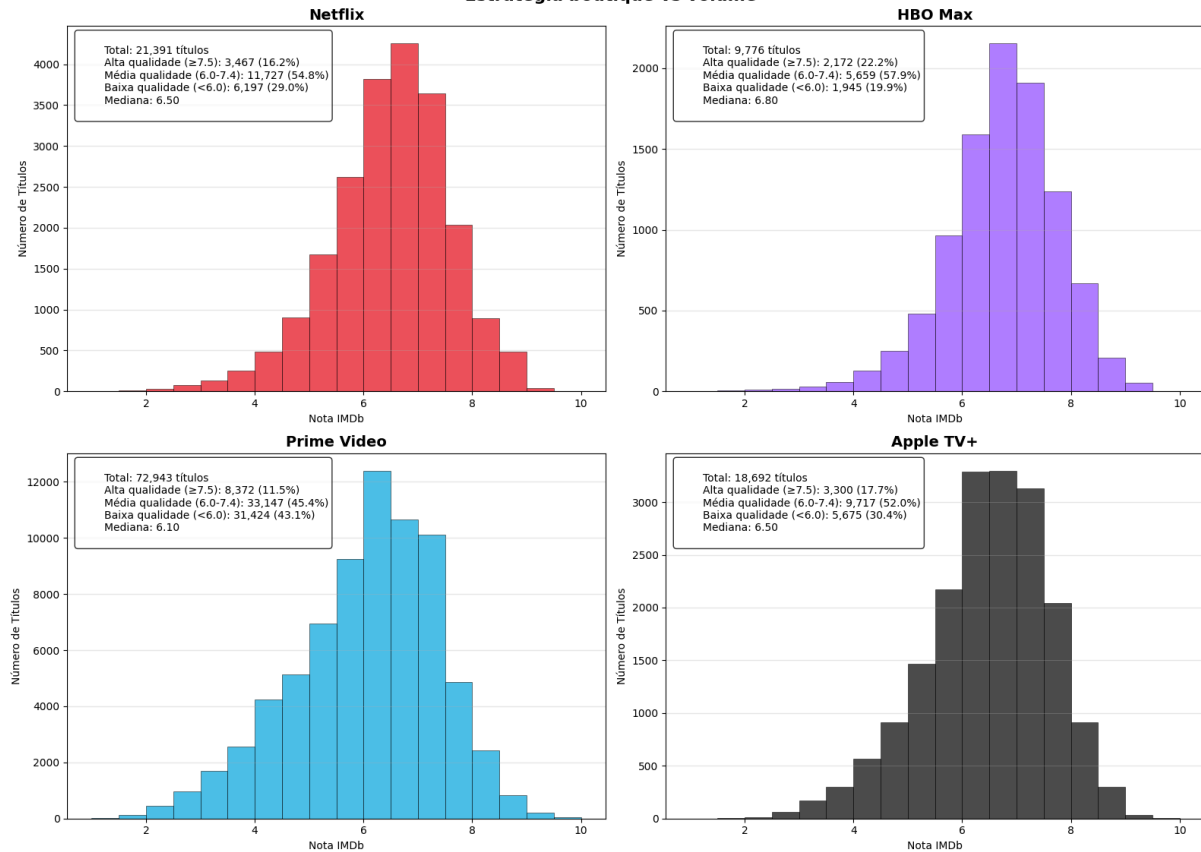 Estratégia boutique vs volume
Netflix
Total: 21,391 títulos
Alta qualidade (≥7.5): 3,467 (16.2%)
Média qualidade (6.0-7.4): 11,727 (54.8%)
Baixa qualidade (<6.0): 6,197 (29.0%)
Mediana: 6.50
Número de Títulos
4000
3500
3000
2500
2000
1500
1000
500
0
2 4 6 8 10
Nota IMDb
HBO Max
Total: 9,776 títulos
Alta qualidade (≥7.5): 2,172 (22.2%)
Média qualidade (6.0-7.4): 5,659 (57.9%)
Baixa qualidade (<6.0): 1,945 (19.9%)
Mediana: 6.80
Número de Títulos
2000
1500
1000
500
0
2 4 6 8 10
Nota IMDb
Prime Video
Total: 72,943 títulos
Alta qualidade (≥7.5): 8,372 (11.5%)
Média qualidade (6.0-7.4): 33,147 (45.4%)
Baixa qualidade (<6.0): 31,424 (43.1%)
Mediana: 6.10
Número de Títulos
12000
10000
8000
6000
4000
2000
0
2 4 6 8 10
Nota IMDb
Apple TV+
Total: 18,692 títulos
Alta qualidade (≥7.5): 3,300 (17.7%)
Média qualidade (6.0-7.4): 9,717 (52.0%)
Baixa qualidade (<6.0): 5,675 (30.4%)
Mediana: 6.50
Número de Títulos
3000
2500
2000
1500
1000
500
0
2 4 6 8 10
Nota IMDb